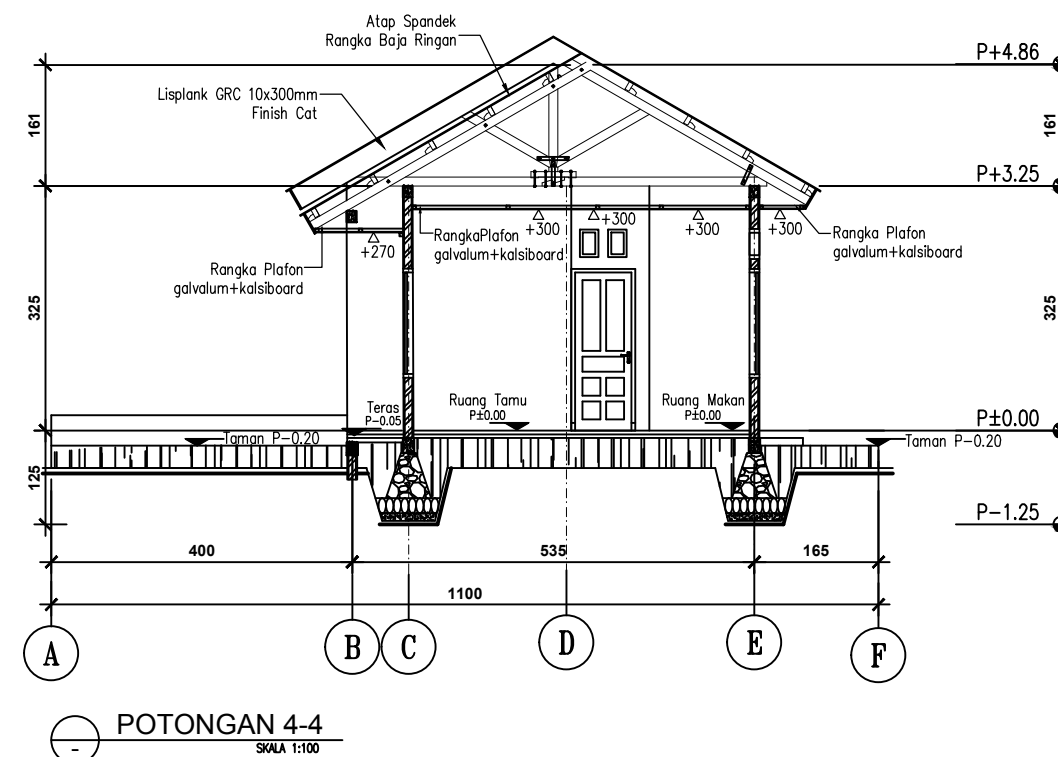 Atap Spandek
Rangka Baja Ringan
P+4.86
Lisplank GRC 10x300mm
Finish Cat
161
161
P+3.25
+270
+300
+300
+300
+300
RangkaPlafon
galvalum+kalsiboard
Rangka Plafon
galvalum+kalsiboard
Rangka Plafon
galvalum+kalsiboard
325
325
Teras
P-0.05
Ruang Tamu
P±0.00
Ruang Makan
P±0.00
P±0.00
Taman P-0.20
Taman P-0.20
125
P-1.25
400
535
165
1100
A
B
C
D
E
F
POTONGAN 4-4
-
SKALA 1:100